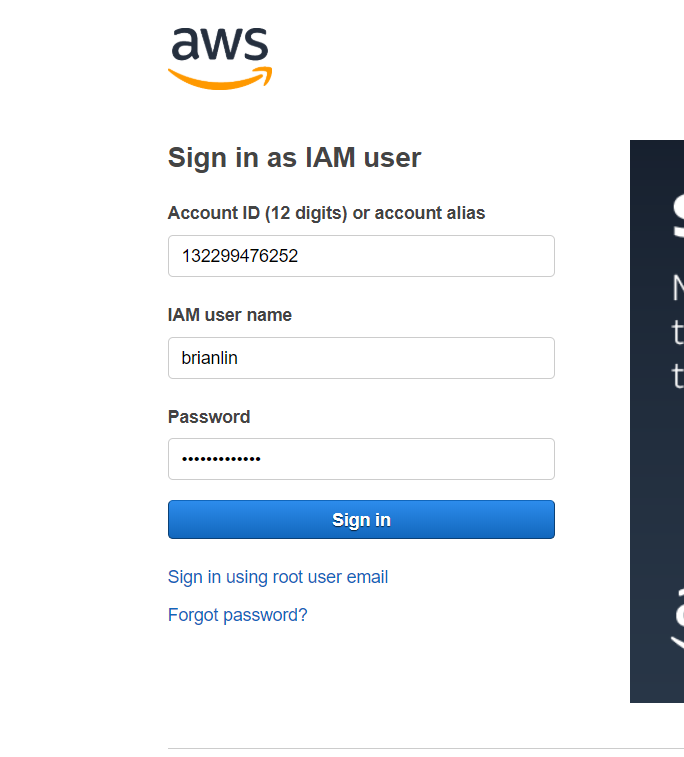 aws
Sign in as IAM user
Account ID (12 digits) or account alias
132299476252
IAM user name
brianlin
Password
•••••••••••••
Sign in
Sign in using root user email
Forgot password?